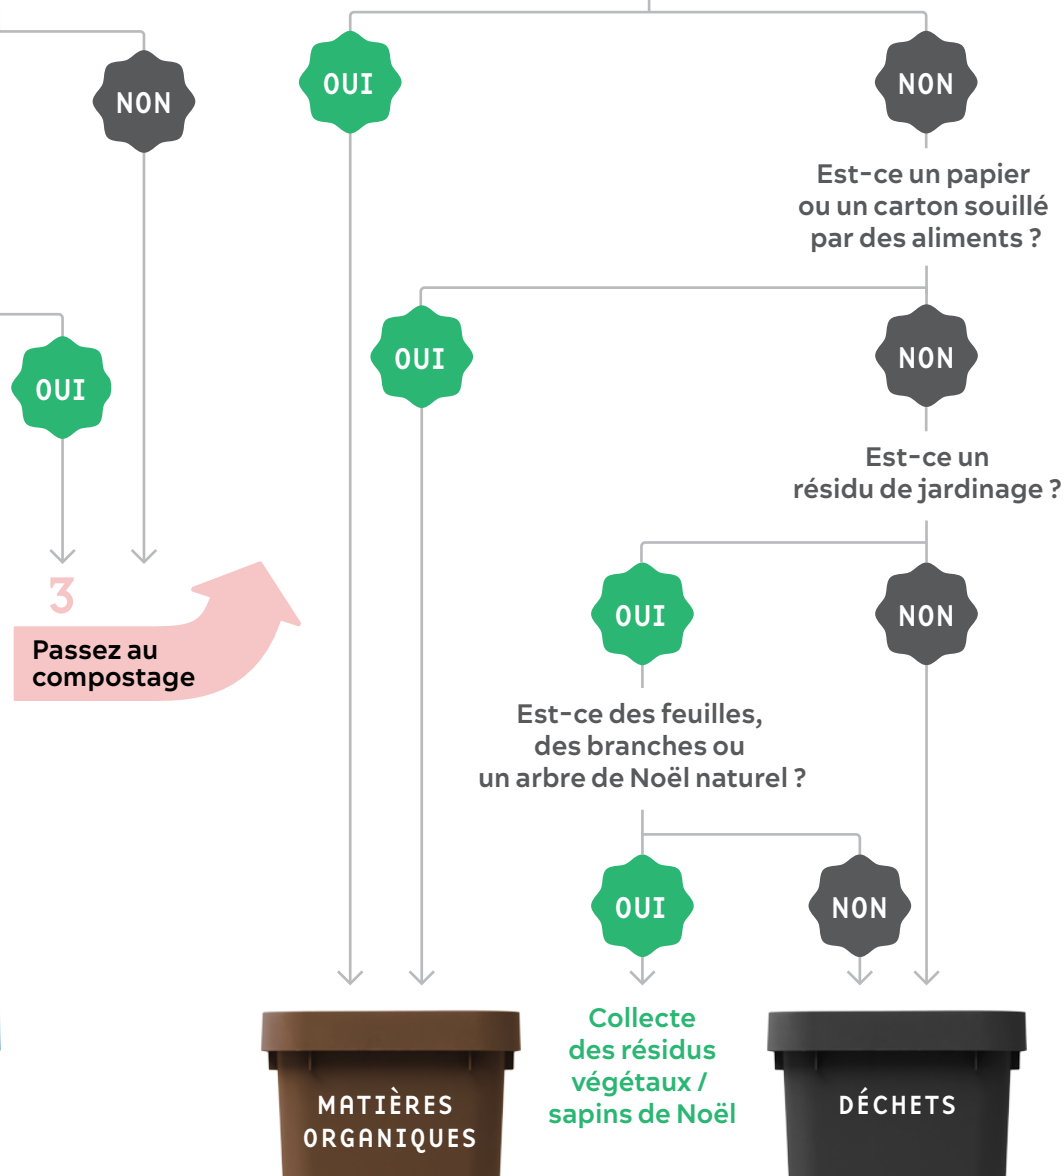 NON
OUI
NON
Est-ce un papier
ou un carton souillé
par des aliments ?
OUI
NON
OUI
Est-ce un
résidu de jardinage ?
3
Passez au
compostage
OUI
NON
Est-ce des feuilles,
des branches ou
un arbre de Noël naturel ?
OUI
NON
Collecte
des résidus
végétaux /
sapins de Noël
MATIÈRES
ORGANIQUES
DÉCHETS